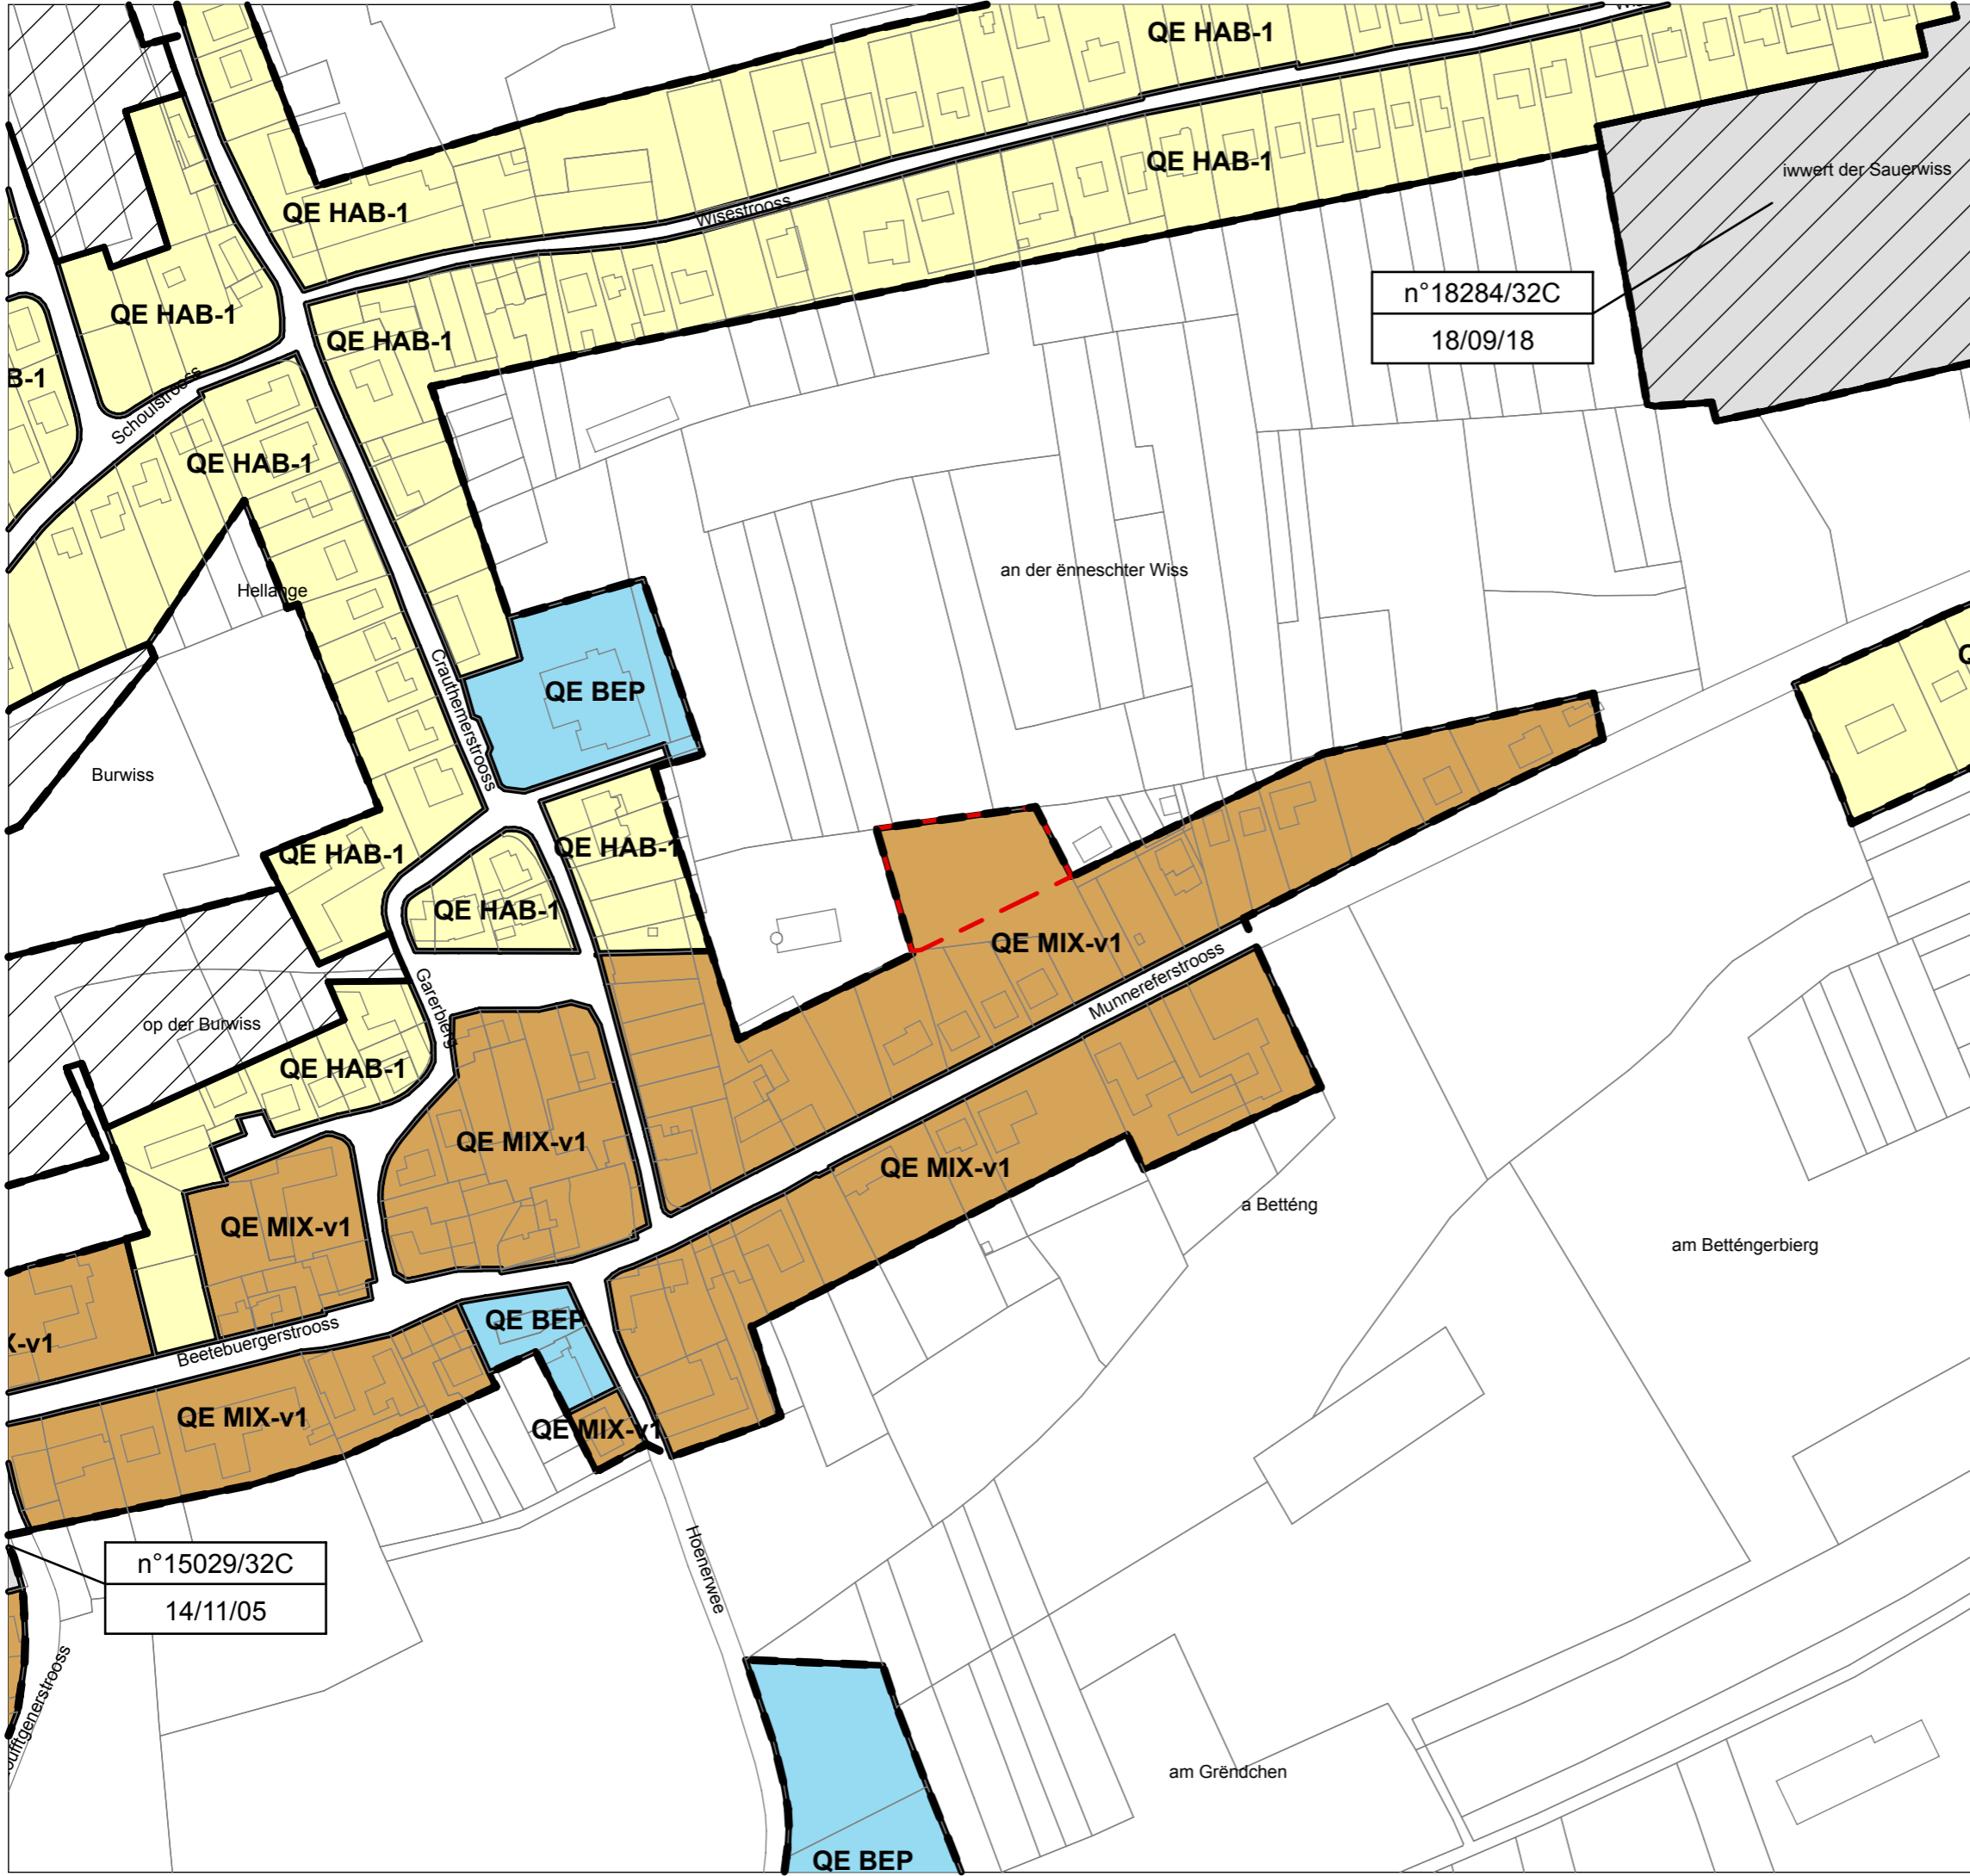 QE HAB-1
QE HAB-1
iwwert der Sauerwiss
QE HAB-1
Wisestrooss
n°18284/32C
18/09/18
QE HAB-1
QE HAB-1
B-1
Schoulstrooss
QE HAB-1
an der ënneschter Wiss
Hellange
Crauthemerstrooss
QE BEP
Burwiss
QE HAB-1
QE HAB-1
QE HAB-1
QE MIX-v1
Munnereferstrooss
Garerbierg
op der Burwiss
QE HAB-1
QE MIX-v1
QE MIX-v1
a Betténg
QE MIX-v1
am Betténgerbierg
QE BEP
X-v1
Beetebuergerstrooss
QE MIX-v1
QE MIX-v1
n°15029/32C
14/11/05
Hoenerwee
oufftgenerstrooss
am Grëndchen
QE BEP